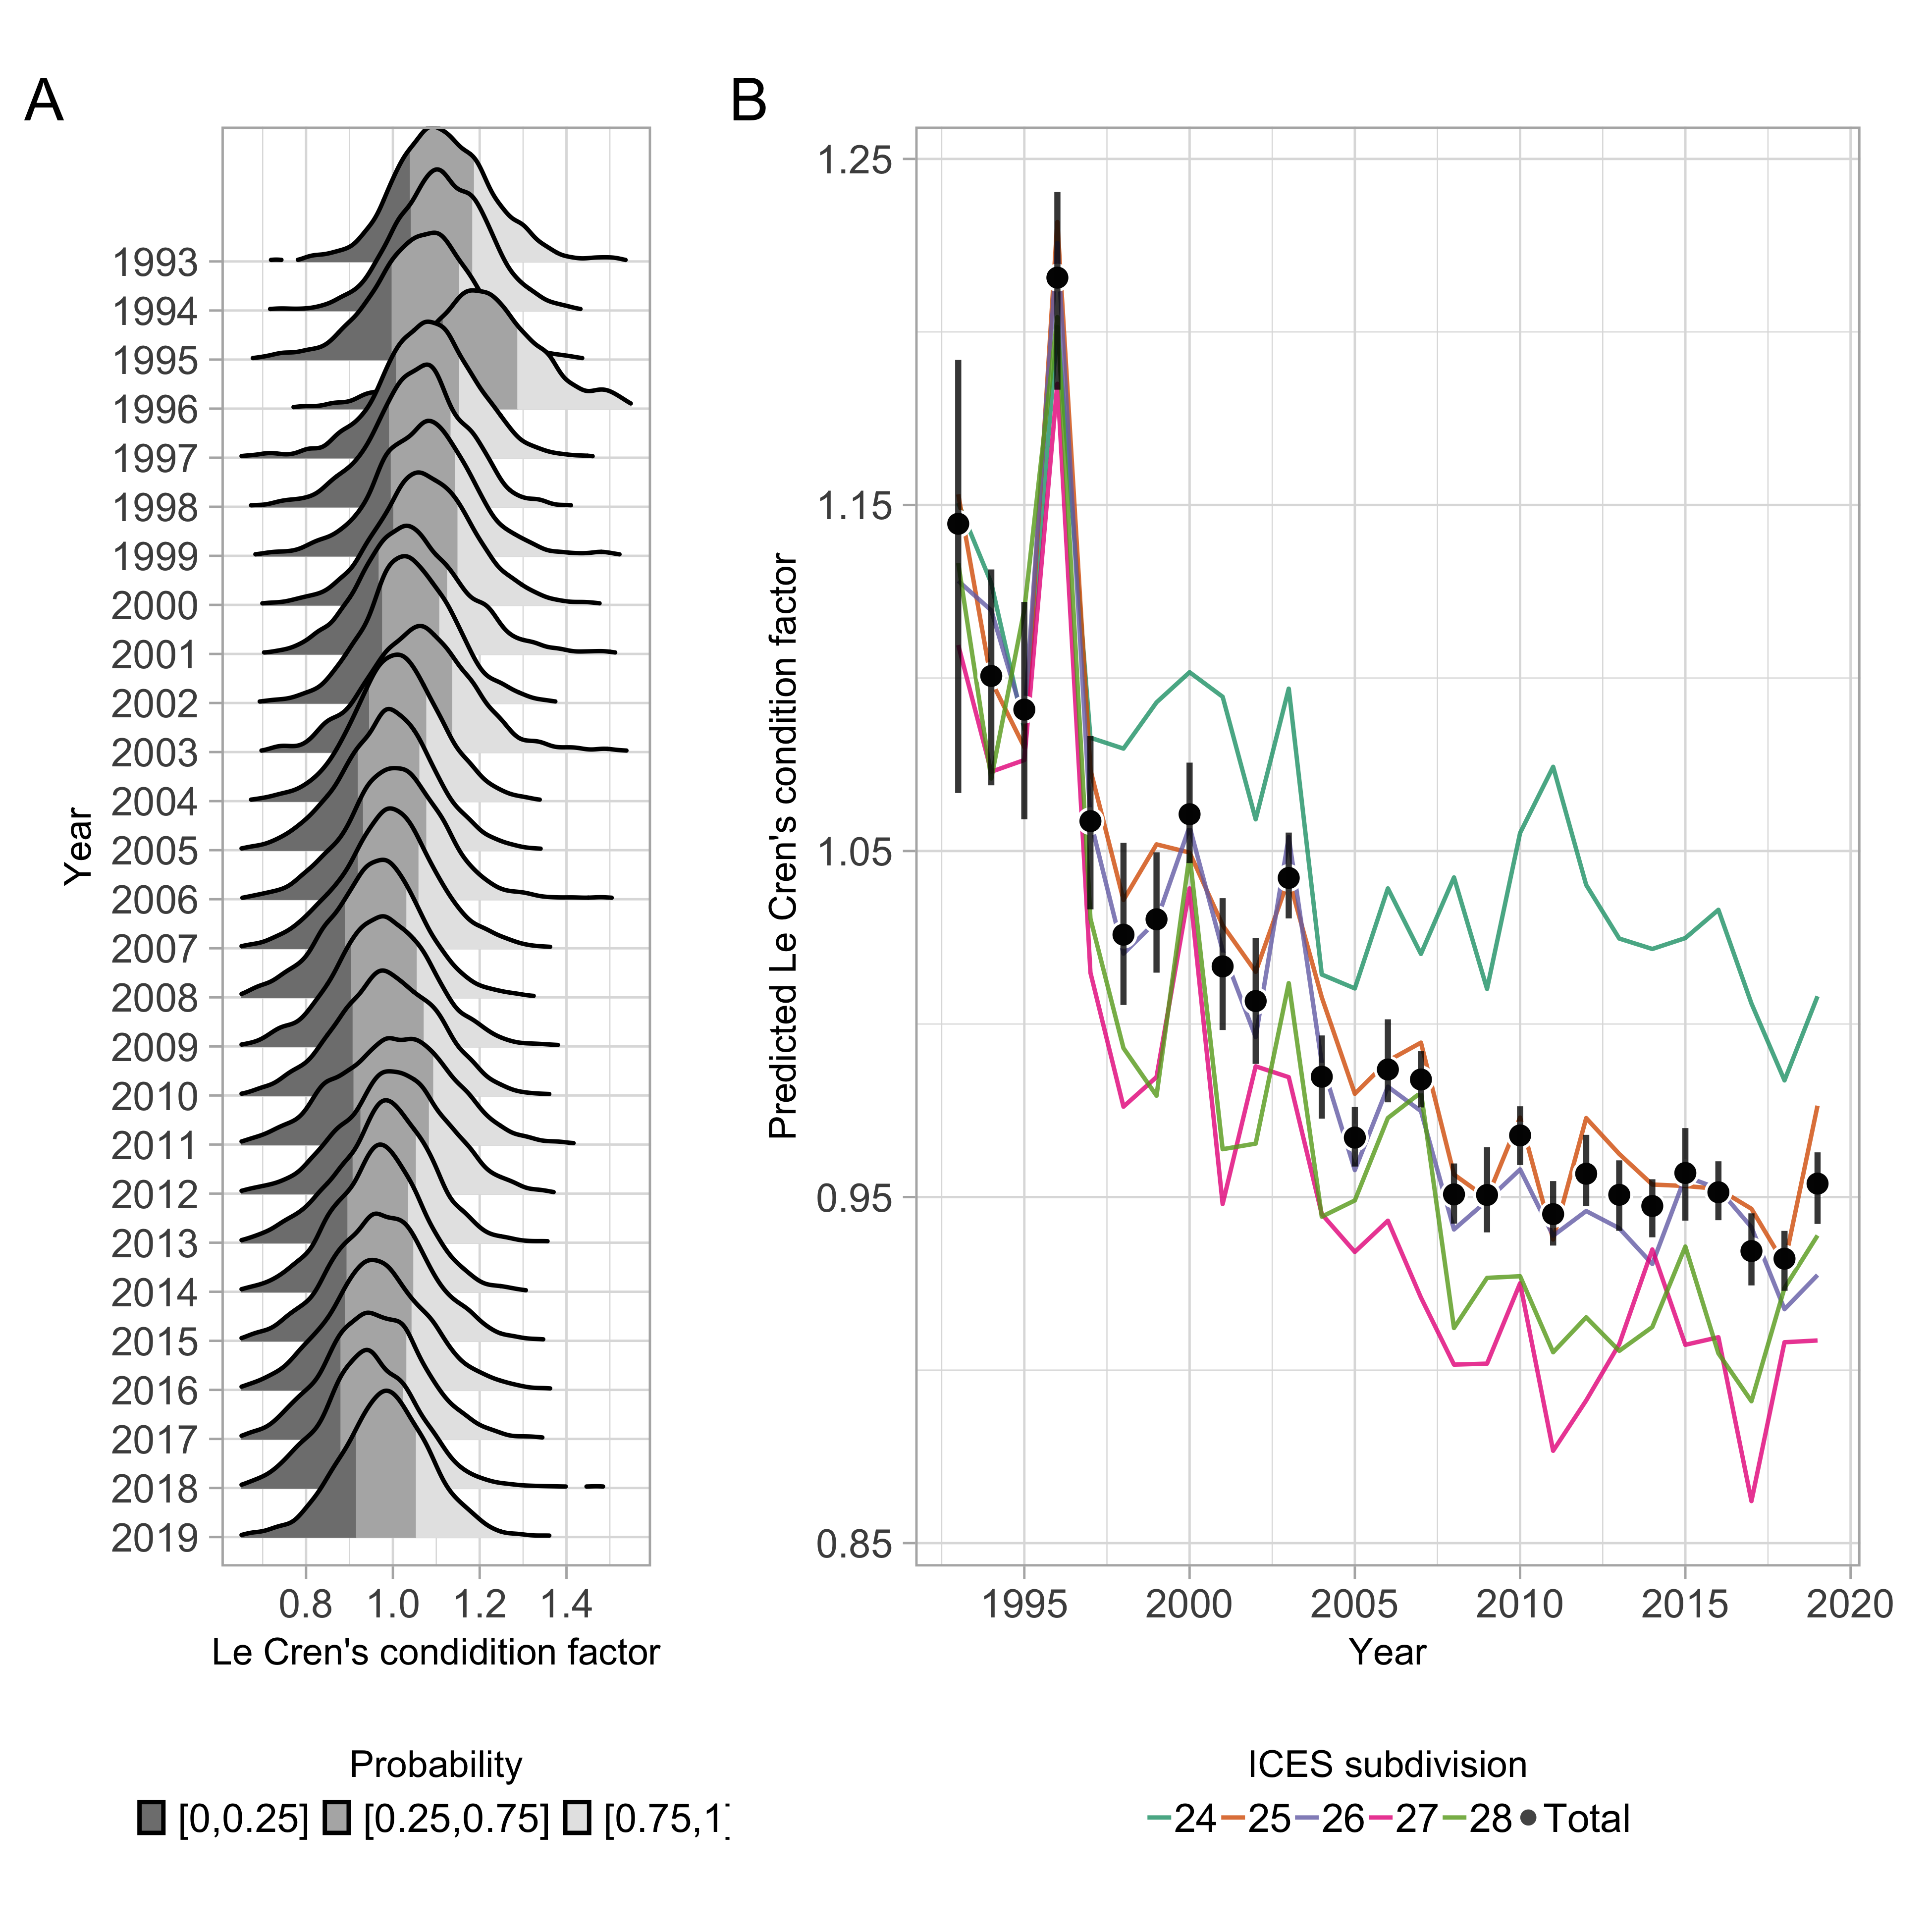 A
B
Year
1993
1994
1995
1996
1997
1998
1999
2000
2001
2002
2003
2004
2005
2006
2007
2008
2009
2010
2011
2012
2013
2014
2015
2016
2017
2018
2019
0.8 1.0 1.2 1.4
Le Cren's condidition factor
Probability
[0,0.25] [0.25,0.75] [0.75,1]
Predicted Le Cren's condition factor
1.25
1.15
1.05
0.95
0.85
1995 2000 2005 2010 2015 2020
Year
ICES subdivision
24 25 26 27 28 Total